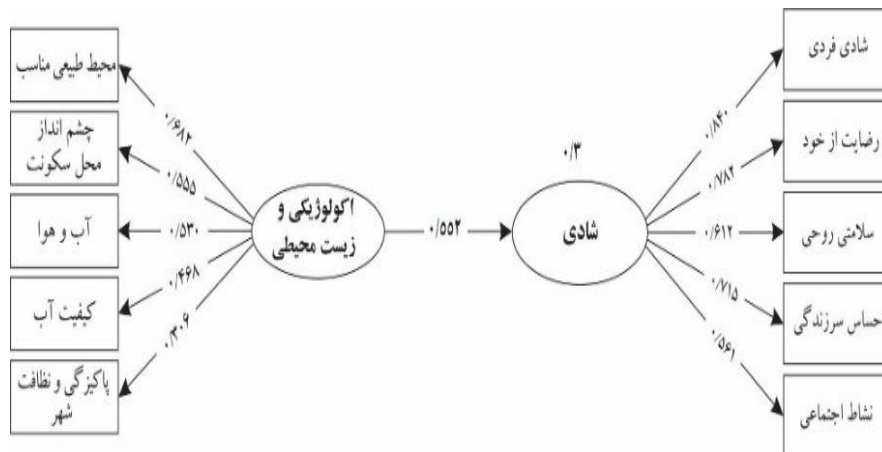 شادی فردی
رضایت از خود
سلامتی روحی
حساس سرزندگی
نشاط اجتماعی
۰/۸۴۰
۰/۷۸۲
۰/۶۱۲
۰/۷۱۵
۰/۵۶۱
۰/۳
شادی
۰/۵۵۲
اکولوژیکی و
زیست محیطی
۰/۶۸۲
۰/۵۵۵
۰/۵۳۰
۰/۴۶۸
۰/۳۰۶
محیط طبیعی مناسب
چشم انداز
محل سکونت
آب و هوا
کیفیت آب
پاکیزگی و نظافت
شهر